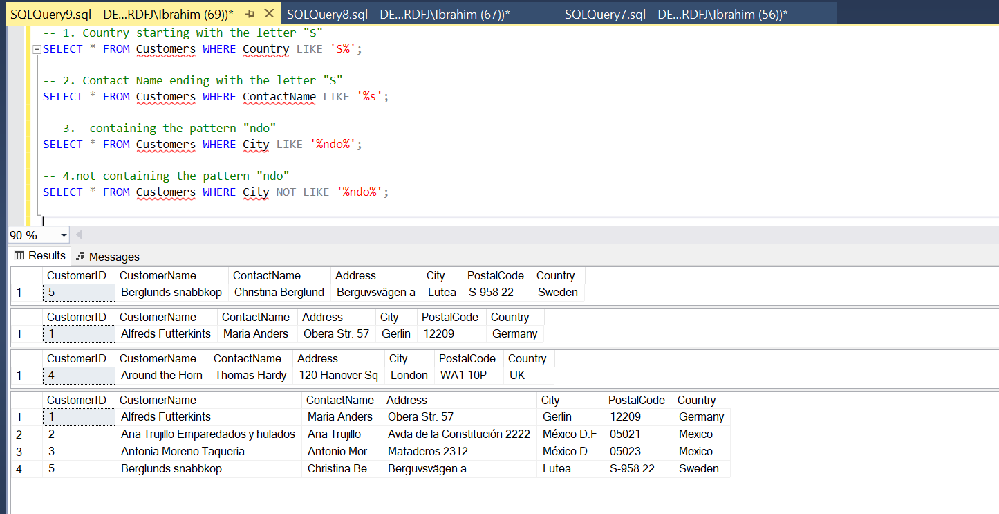 SQLQuery9.sql - DE...RDFJ\Ibrahim (69))* SQLQuery8.sql - DE...RDFJ\Ibrahim (67))* SQLQuery7.sql - DE...RDFJ\Ibrahim (56))*
-- 1. Country starting with the letter "S"
SELECT * FROM Customers WHERE Country LIKE 'S%';
-- 2. Contact Name ending with the letter "S"
SELECT * FROM Customers WHERE ContactName LIKE '%s';
-- 3.  containing the pattern "ndo"
SELECT * FROM Customers WHERE City LIKE '%ndo%';
-- 4.not containing the pattern "ndo"
SELECT * FROM Customers WHERE City NOT LIKE '%ndo%';
90 %
Results Messages
CustomerID CustomerName ContactName Address City PostalCode Country
1 5 Berglunds snabbkop Christina Berglund Berguvsvägen a Lutea S-958 22 Sweden
CustomerID CustomerName ContactName Address City PostalCode Country
1 1 Alfreds Futterkints Maria Anders Obera Str. 57 Gerlin 12209 Germany
CustomerID CustomerName ContactName Address City PostalCode Country
1 4 Around the Horn Thomas Hardy 120 Hanover Sq London WA1 10P UK
CustomerID CustomerName ContactName Address City PostalCode Country
1 1 Alfreds Futterkints Maria Anders Obera Str. 57 Gerlin 12209 Germany
2 2 Ana Trujillo Emparedados y hulados Ana Trujillo Avda de la Constitución 2222 México D.F 05021 Mexico
3 3 Antonia Moreno Taqueria Antonio Mor... Mataderos 2312 México D. 05023 Mexico
4 5 Berglunds snabbkop Christina Be... Berguvsvägen a Lutea S-958 22 Sweden